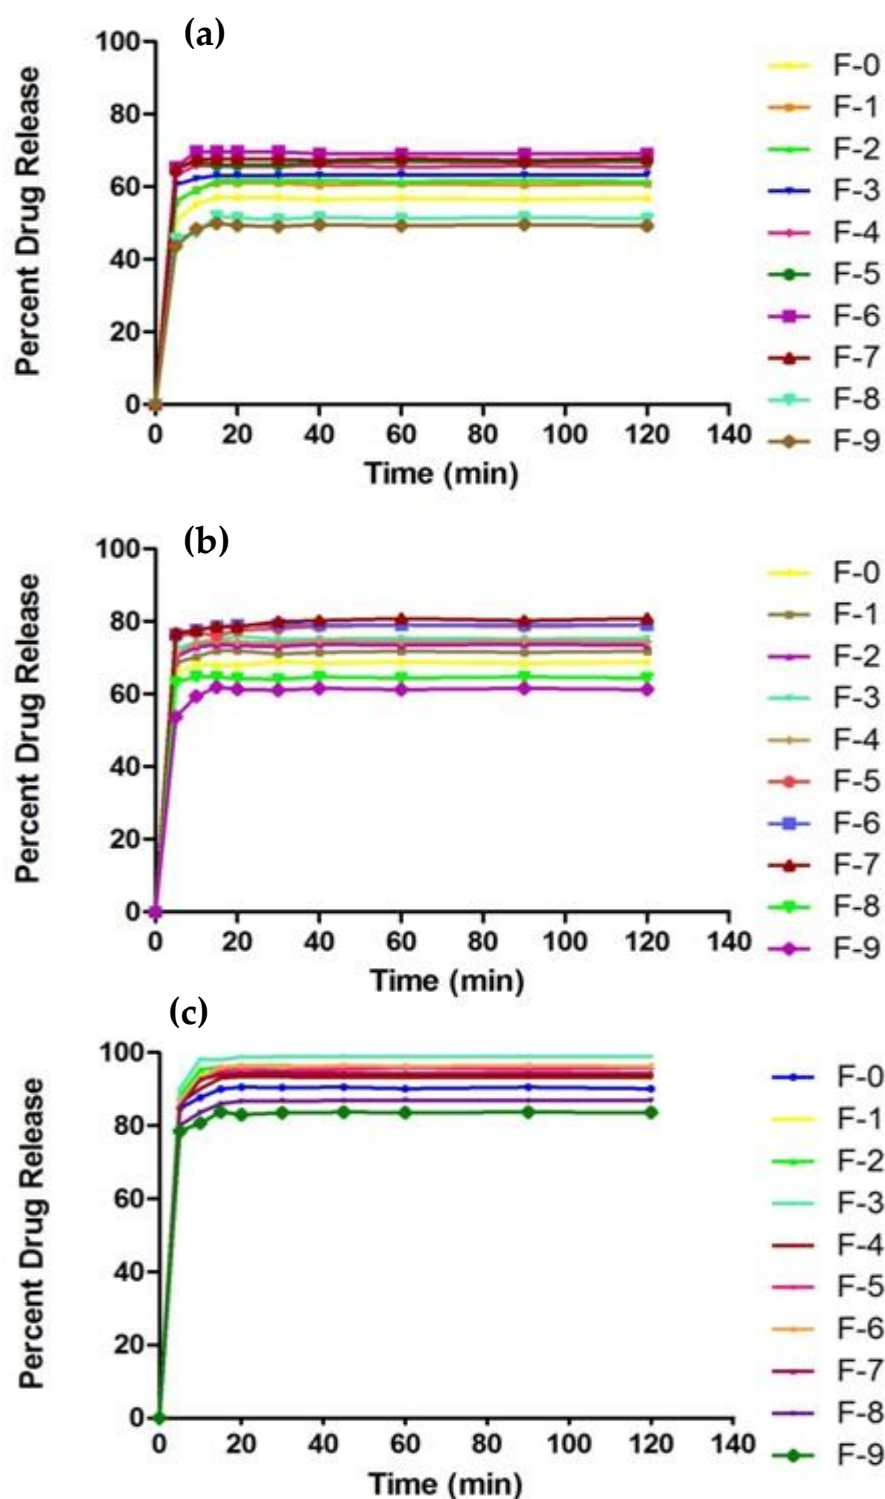 (a)
100
80
60
40
20
0
Percent Drug Release
0 20 40 60 80 100 120 140
Time (min)
F-0
F-1
F-2
F-3
F-4
F-5
F-6
F-7
F-8
F-9
(b)
100
80
60
40
20
0
Percent Drug Release
0 20 40 60 80 100 120 140
Time (min)
F-0
F-1
F-2
F-3
F-4
F-5
F-6
F-7
F-8
F-9
(c)
100
80
60
40
20
0
Percent Drug Release
0 20 40 60 80 100 120 140
Time (min)
F-0
F-1
F-2
F-3
F-4
F-5
F-6
F-7
F-8
F-9